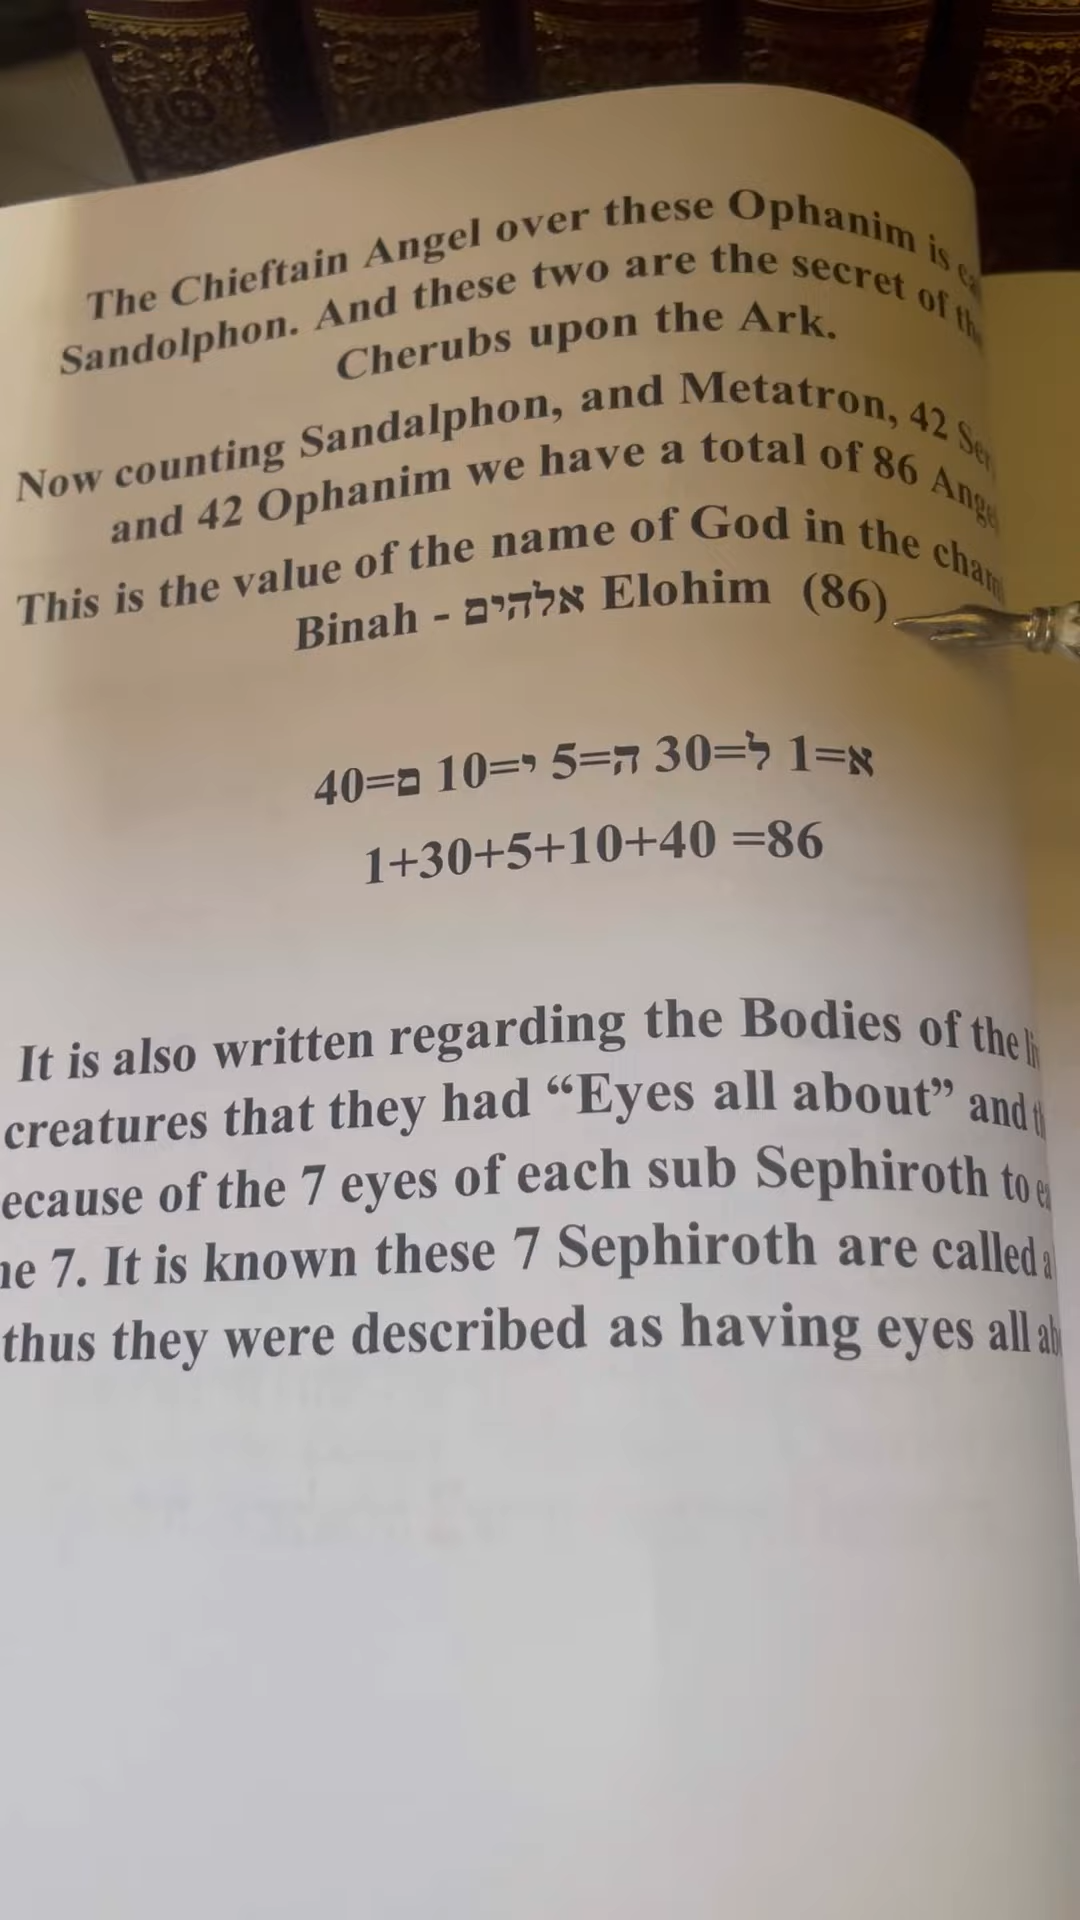 The Chieftain Angel over these Ophanim is
Sandolphon. And these two are the secret of
Cherubs upon the Ark.
Now counting Sandalphon, and Metatron, 42
and 42 Ophanim we have a total of 86
This is the value of the name of God in the
Binah - אלהים Elohim (86)
40=ם 10=י 5=ה 30=ל 1=א
1+30+5+10+40 =86
It is also written regarding the Bodies of the
creatures that they had “Eyes all about” and
ecause of the 7 eyes of each sub Sephiroth to
7. It is known these 7 Sephiroth are called
thus they were described as having eyes all